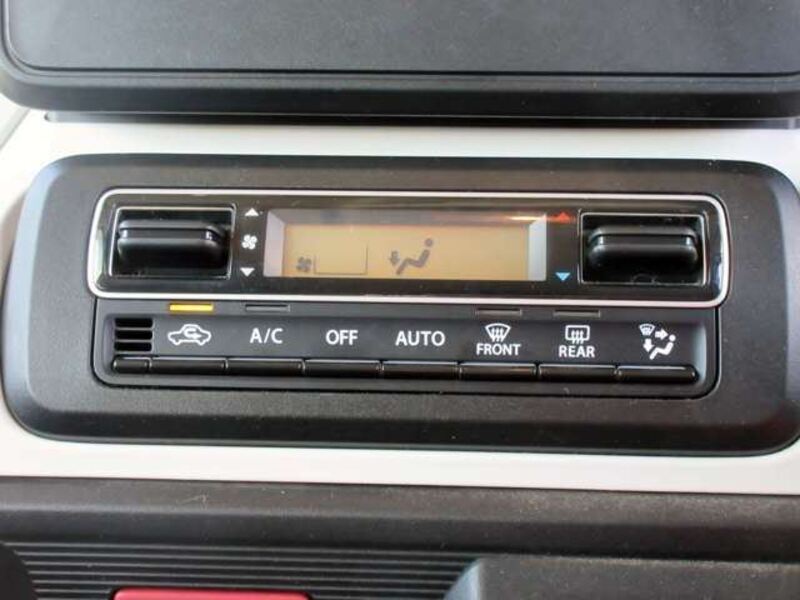 A/C OFF AUTO FRONT REAR